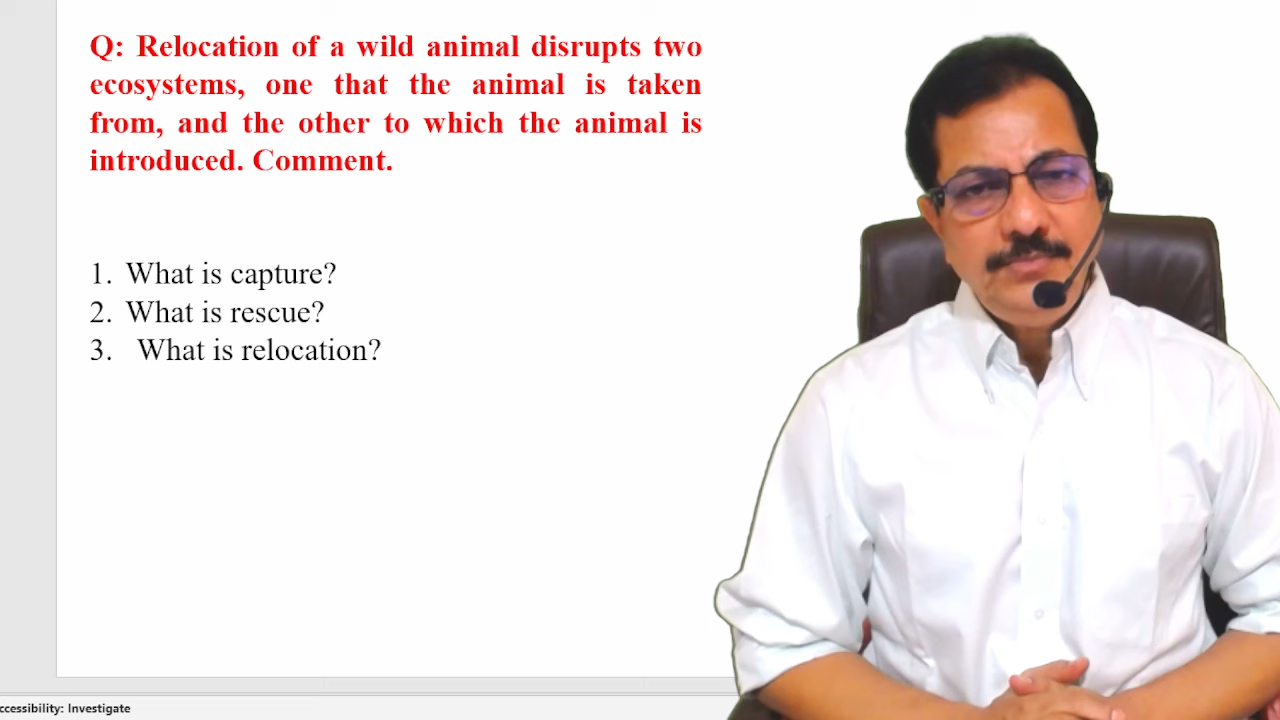 Q: Relocation of a wild animal disrupts two
ecosystems, one that the animal is taken
from, and the other to which the animal is
introduced. Comment.
1. What is capture?
2. What is rescue?
3. What is relocation?
ccessibility: Investigate